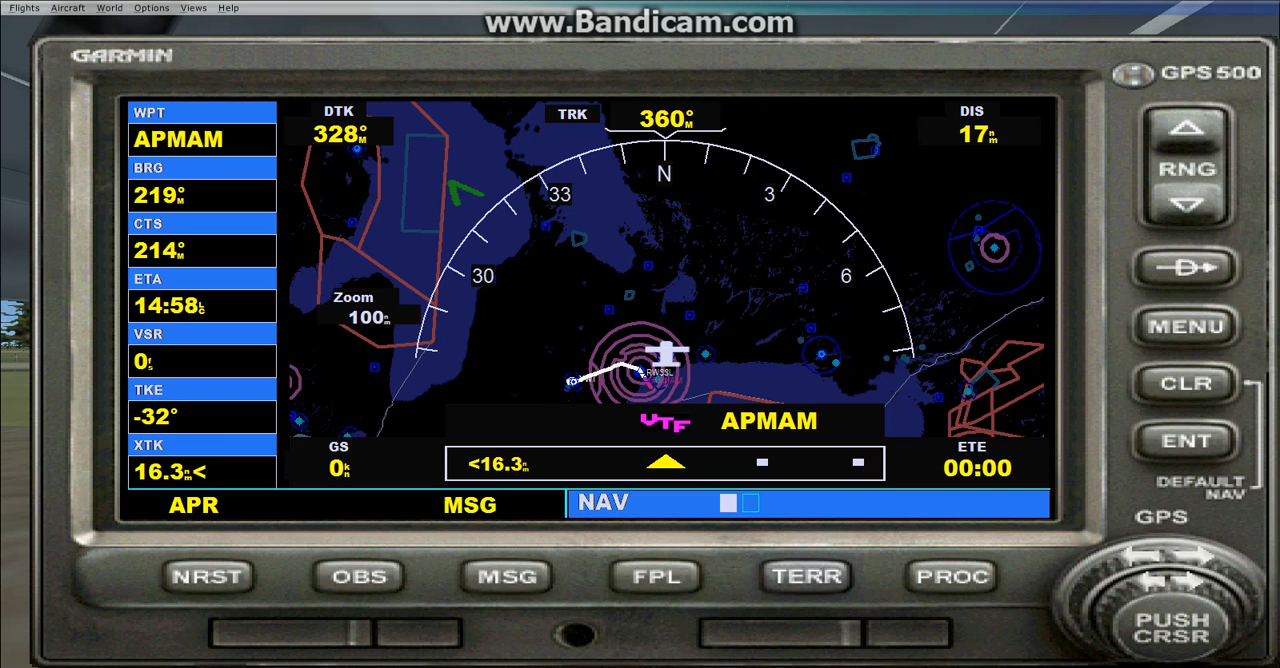 Flights Aircraft World Options Views Help
www.Bandicam.com
GARMIN
GPS 500
WPT
APMAM
BRG
219°M
CTS
214°M
ETA
14:58
VSR
0
TKE
-32°
XTK
16.3nm<
DTK
328°M
TRK
360°M
DIS
17nm
N
33
3
30
6
Zoom
100nm
RWSSL
VTF APMAM
GS
0kn
<16.3nm
ETE
00:00
APR
MSG
NAV
RNG
D
MENU
CLR
ENT
DEFAULT
NAV
GPS
NRST
OBS
MSG
FPL
TERR
PROC
PUSH
CRSR